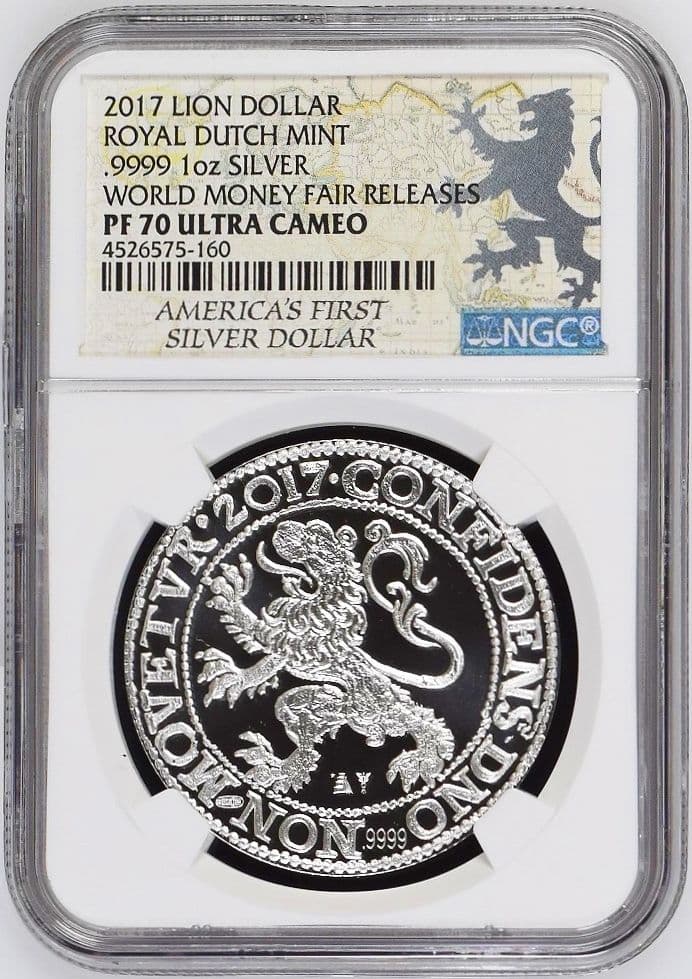 2017 LION DOLLAR
ROYAL DUTCH MINT
.9999 1oz SILVER
WORLD MONEY FAIR RELEASES
PF 70 ULTRA CAMEO
4526575-160
AMERICA'S FIRST
SILVER DOLLAR
NGC®
·2017·CONFIDENS·DNO NON·MOVETVR
.9999